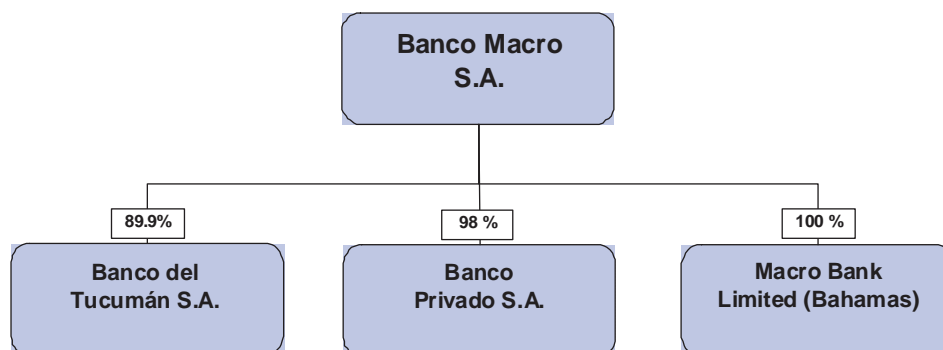 Banco Macro
S.A.
89.9%
98 %
100 %
Banco del
Tucumán S.A.
Banco
Privado S.A.
Macro Bank
Limited (Bahamas)